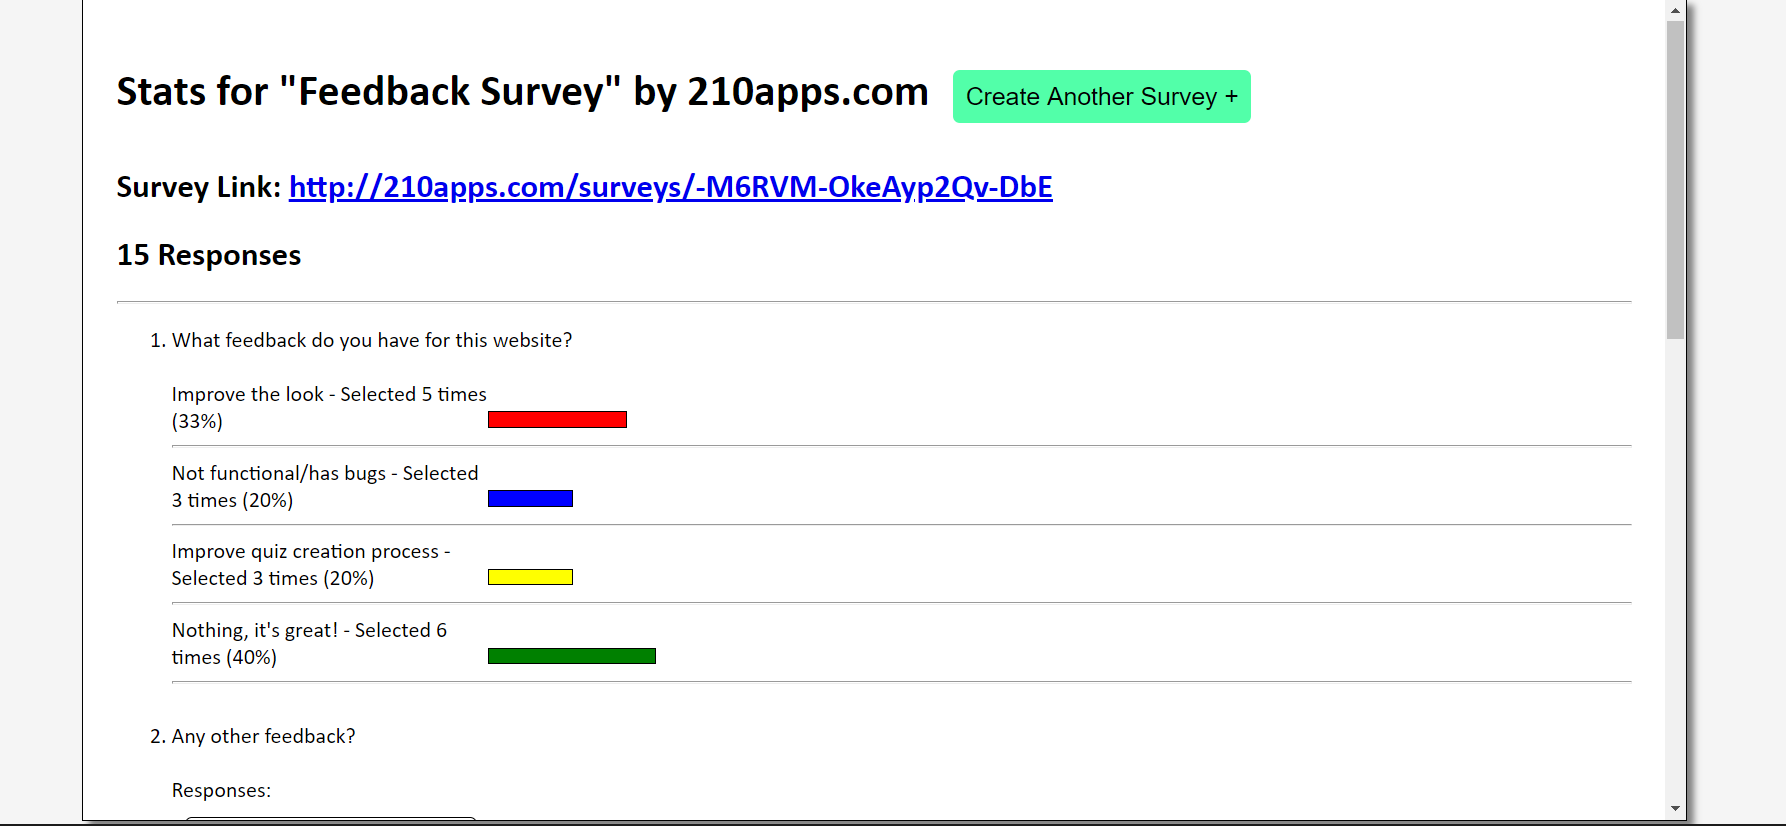 Stats for "Feedback Survey" by 210apps.com
Create Another Survey +
Survey Link: http://210apps.com/surveys/-M6RVM-OkeAyp2Qv-DbE
15 Responses
1. What feedback do you have for this website?
Improve the look - Selected 5 times
(33%)
Not functional/has bugs - Selected
3 times (20%)
Improve quiz creation process -
Selected 3 times (20%)
Nothing, it's great! - Selected 6
times (40%)
2. Any other feedback?
Responses: